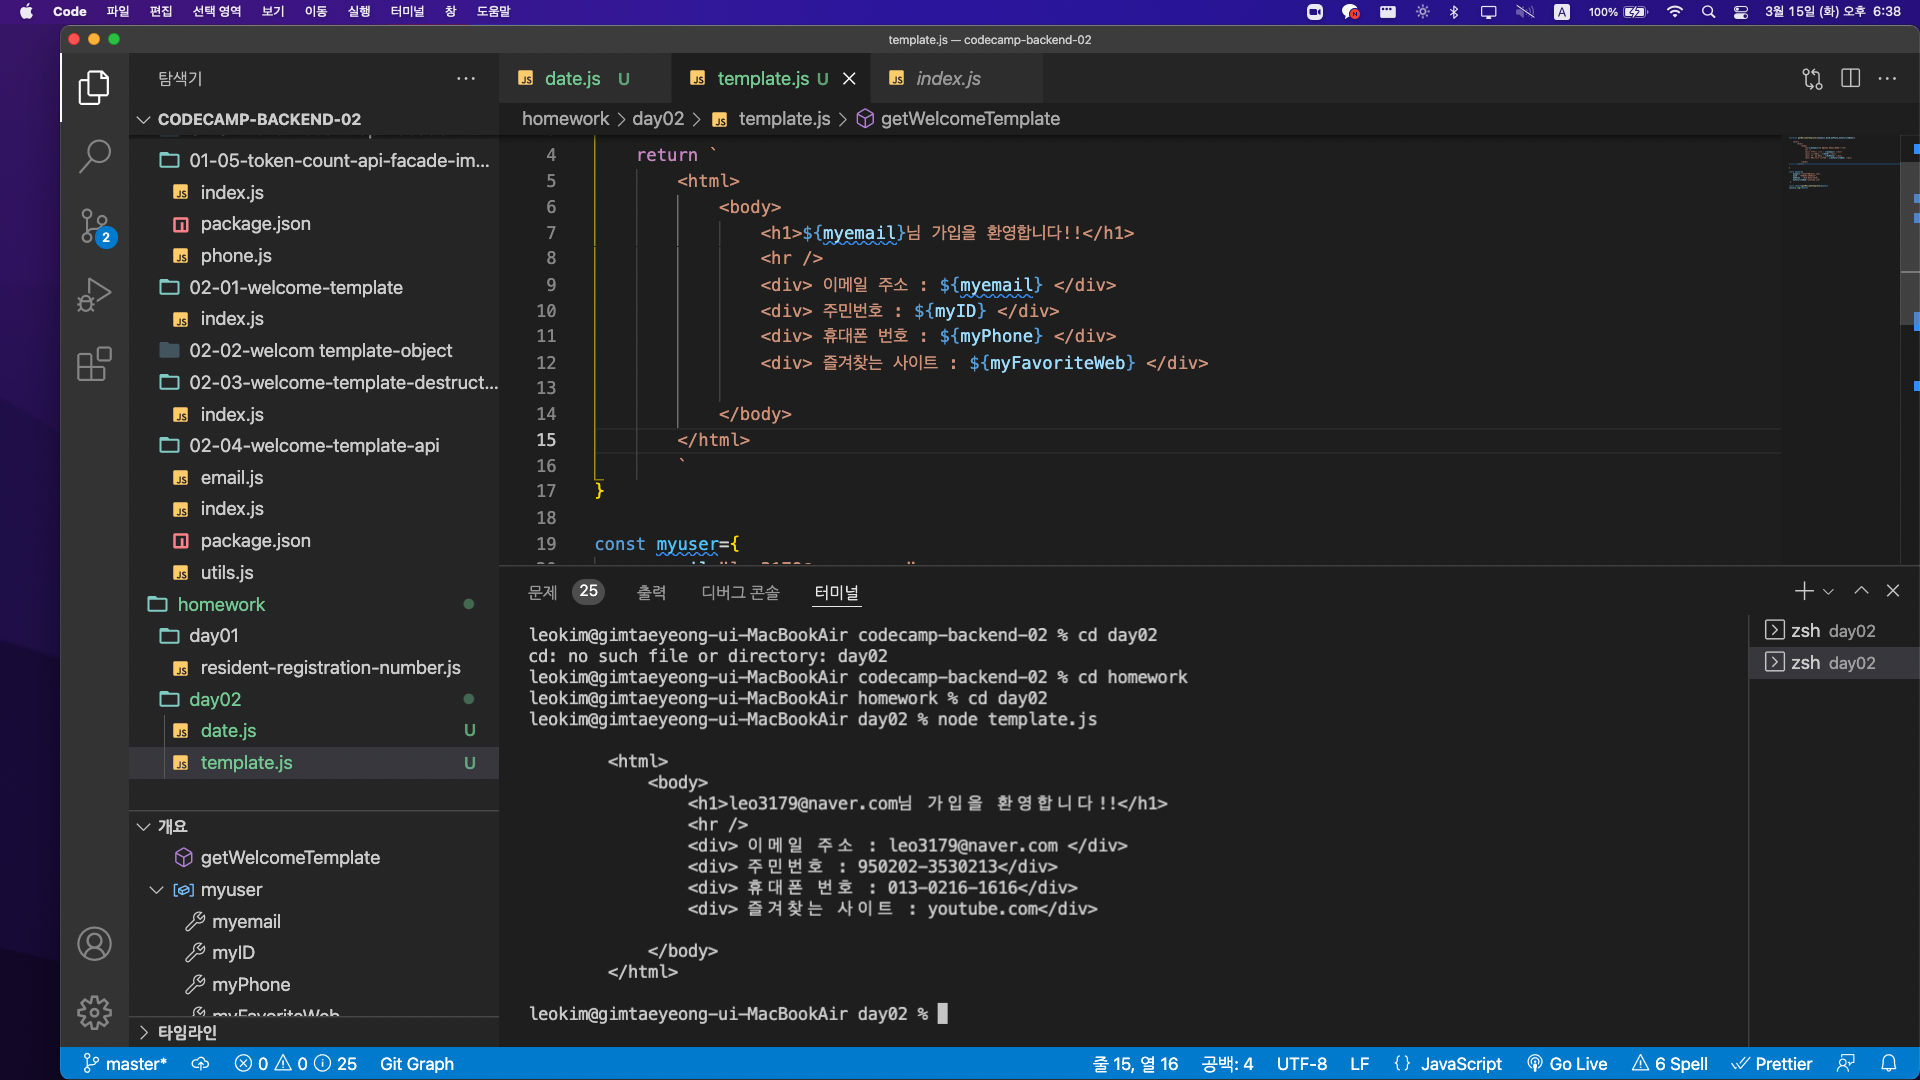 Code 파일 편집 선택 영역 보기 이동 실행 터미널 창 도움말 A 100% 3월 15일 (화) 오후 6:38
template.js — codecamp-backend-02
탐색기
date.js U template.js U index.js
CODECAMP-BACKEND-02
homework > day02 > template.js > getWelcomeTemplate
01-05-token-count-api-facade-im...
index.js
package.json
phone.js
02-01-welcome-template
index.js
02-02-welcom template-object
02-03-welcome-template-destruct...
index.js
02-04-welcome-template-api
email.js
index.js
package.json
utils.js
homework
day01
resident-registration-number.js
day02
date.js U
template.js U
개요
getWelcomeTemplate
myuser
myemail
myID
myPhone
myFavoriteWeb
타임라인
4 return `
5 <html>
6 <body>
7 <h1>${myemail}님 가입을 환영합니다!!</h1>
8 <hr />
9 <div> 이메일 주소 : ${myemail} </div>
10 <div> 주민번호 : ${myID} </div>
11 <div> 휴대폰 번호 : ${myPhone} </div>
12 <div> 즐겨찾는 사이트 : ${myFavoriteWeb} </div>
13
14 </body>
15 </html>
16 `
17 }
18
19 const myuser={
문제 25 출력 디버그 콘솔 터미널
leokim@gimtaeyeong-ui-MacBookAir codecamp-backend-02 % cd day02
cd: no such file or directory: day02
leokim@gimtaeyeong-ui-MacBookAir codecamp-backend-02 % cd homework
leokim@gimtaeyeong-ui-MacBookAir homework % cd day02
leokim@gimtaeyeong-ui-MacBookAir day02 % node template.js
<html>
<body>
<h1>leo3179@naver.com님 가입을 환영합니다!!</h1>
<hr />
<div> 이메일 주소 : leo3179@naver.com </div>
<div> 주민번호 : 950202-3530213</div>
<div> 휴대폰 번호 : 013-0216-1616</div>
<div> 즐겨찾는 사이트 : youtube.com</div>
</body>
</html>
leokim@gimtaeyeong-ui-MacBookAir day02 %
zsh day02
zsh day02
2
master* 0 0 25 Git Graph 줄 15, 열 16 공백: 4 UTF-8 LF {} JavaScript Go Live 6 Spell Prettier